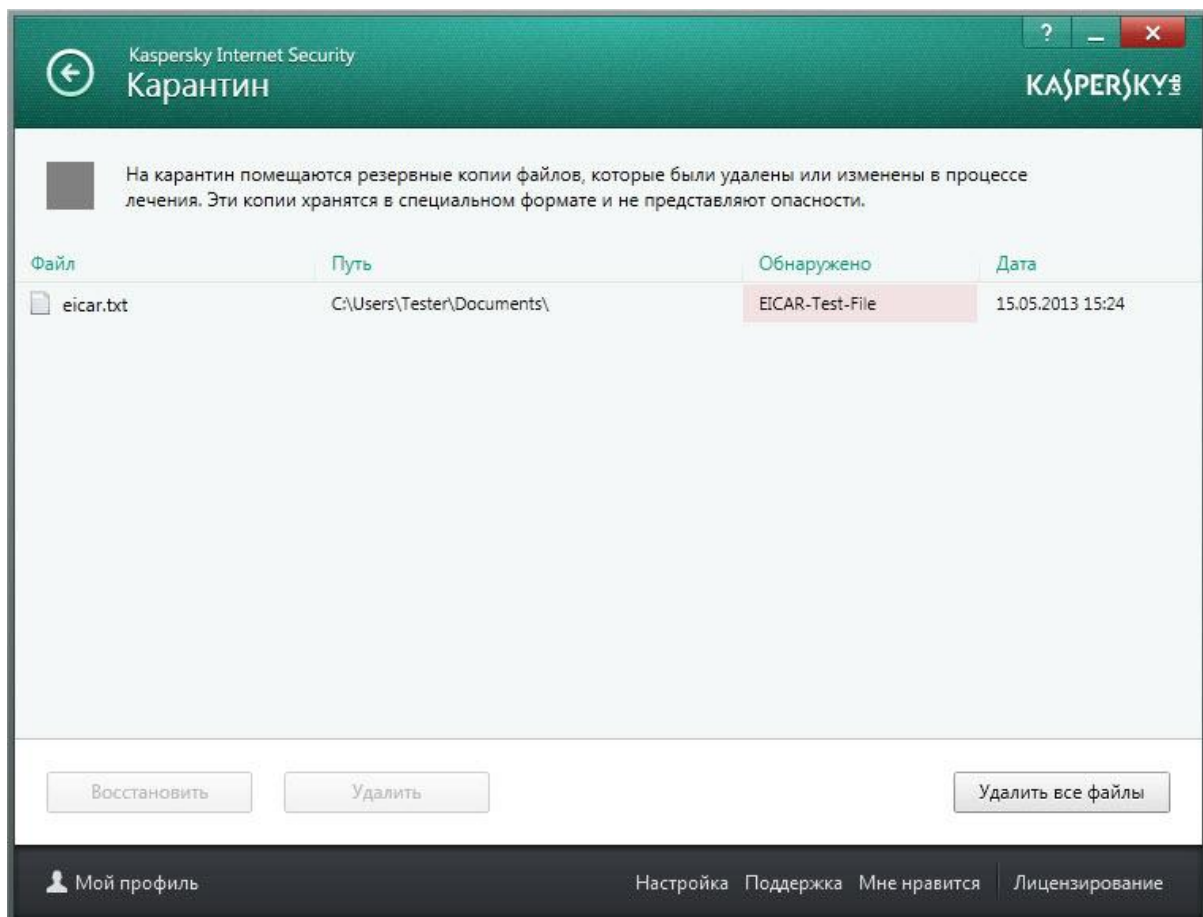 Kaspersky Internet Security
Карантин
?
KASPERSKY lab
На карантин помещаются резервные копии файлов, которые были удалены или изменены в процессе
лечения. Эти копии хранятся в специальном формате и не представляют опасности.
Файл Путь Обнаружено Дата
eicar.txt C:\Users\Tester\Documents\ EICAR-Test-File 15.05.2013 15:24
Восстановить Удалить Удалить все файлы
Мой профиль Настройка Поддержка Мне нравится Лицензирование